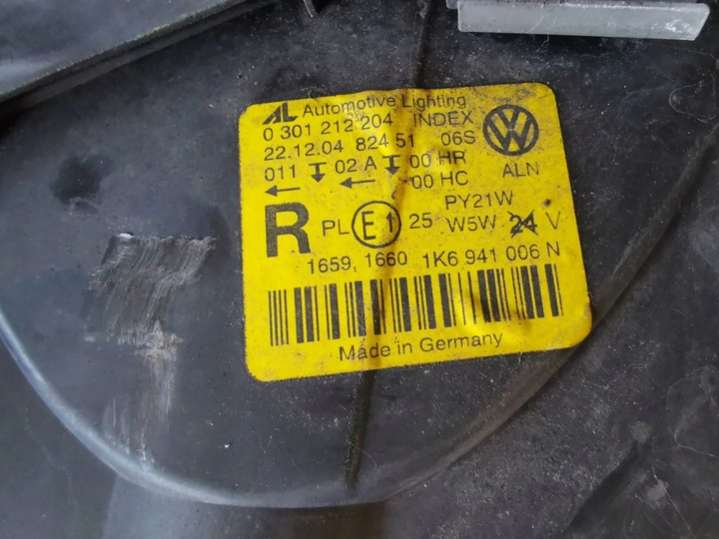 AL Automotive Lighting
0 301 212 204 INDEX
22.12.04 824 51 06S
011 02 A 00 HR
00 HC
ALN
R PL E1 25
PY21W
W5W 24 V
1659, 1660 1K6 941 006 N
Made in Germany